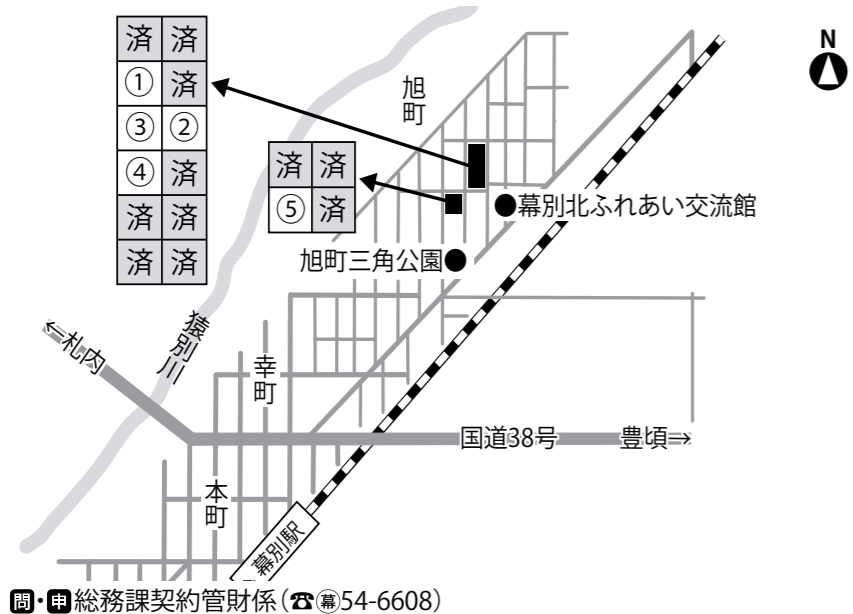 済 済
① 済
③ ②
④ 済
済 済
済 済
済 済
⑤ 済
旭町
N
●幕別北ふれあい交流館
旭町三角公園●
猿別川
←札内
幸町
国道38号 豊頃→
本町
幕別駅
問・申総務課契約管財係(☎幕54-6608)